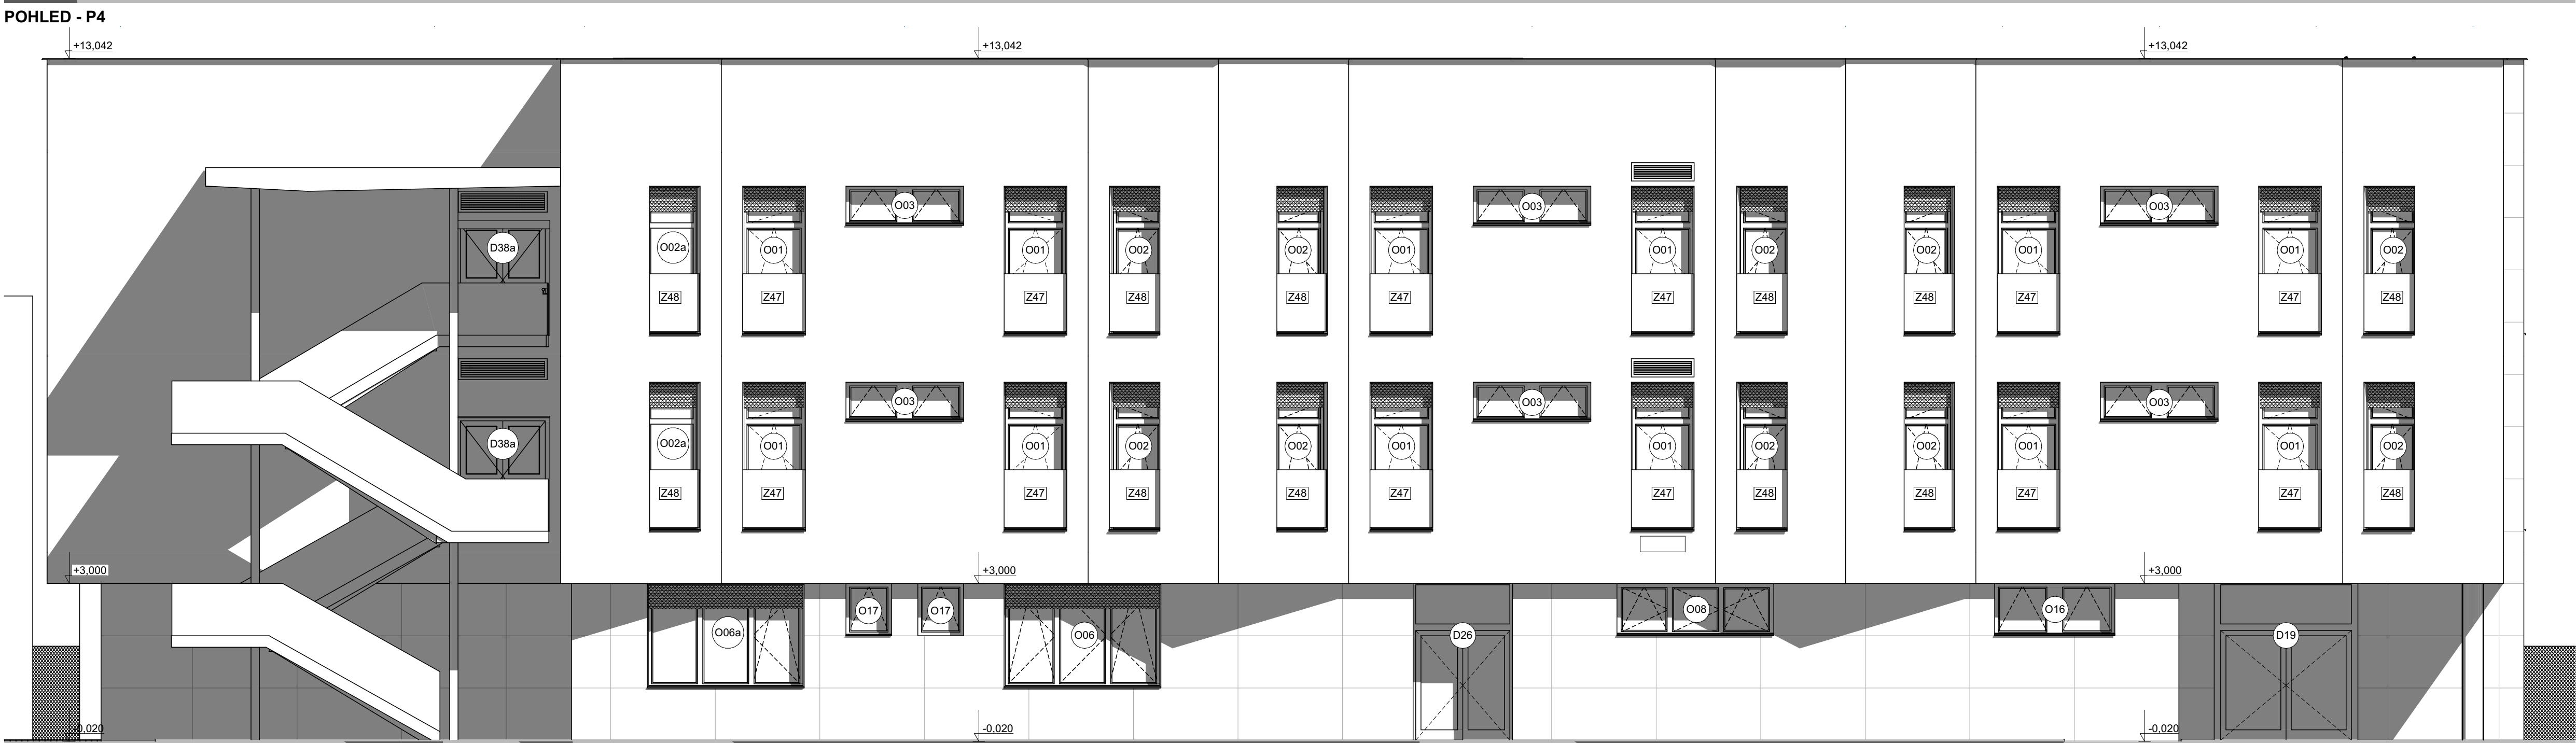 POHLED - P4
+13,042 +13,042 +13,042
O03 O03 O03
D38a O02a O01 O01 O02 O02 O01 O01 O02 O02 O01 O01 O02
Z48 Z47 Z47 Z48 Z48 Z47 Z47 Z48 Z48 Z47 Z47 Z48
O03 O03 O03
D38a O02a O01 O01 O02 O02 O01 O01 O02 O02 O01 O01 O02
Z48 Z47 Z47 Z48 Z48 Z47 Z47 Z48 Z48 Z47 Z47 Z48
+3,000 +3,000 +3,000
O17 O17 O08 O16
O06a O06 D26 D19
-0,020 -0,020 -0,020